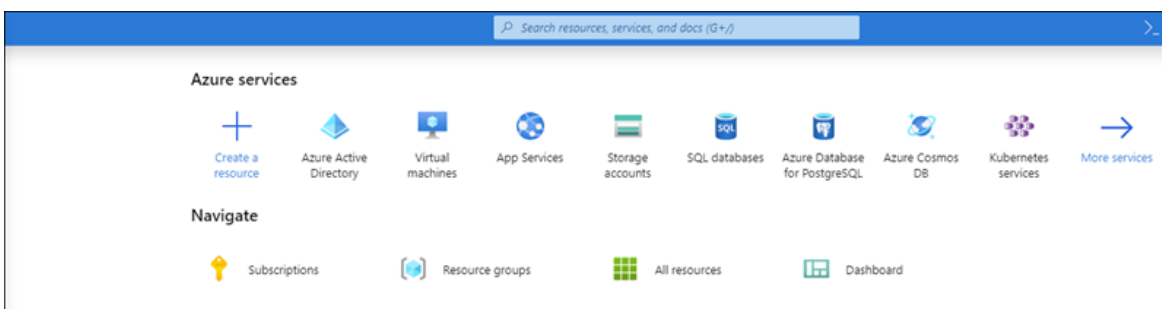 Search resources, services, and docs (G+/)
>_
Azure services
Create a resource
Azure Active Directory
Virtual machines
App Services
Storage accounts
SQL
SQL databases
Azure Database for PostgreSQL
Azure Cosmos DB
Kubernetes services
More services
Navigate
Subscriptions
Resource groups
All resources
Dashboard